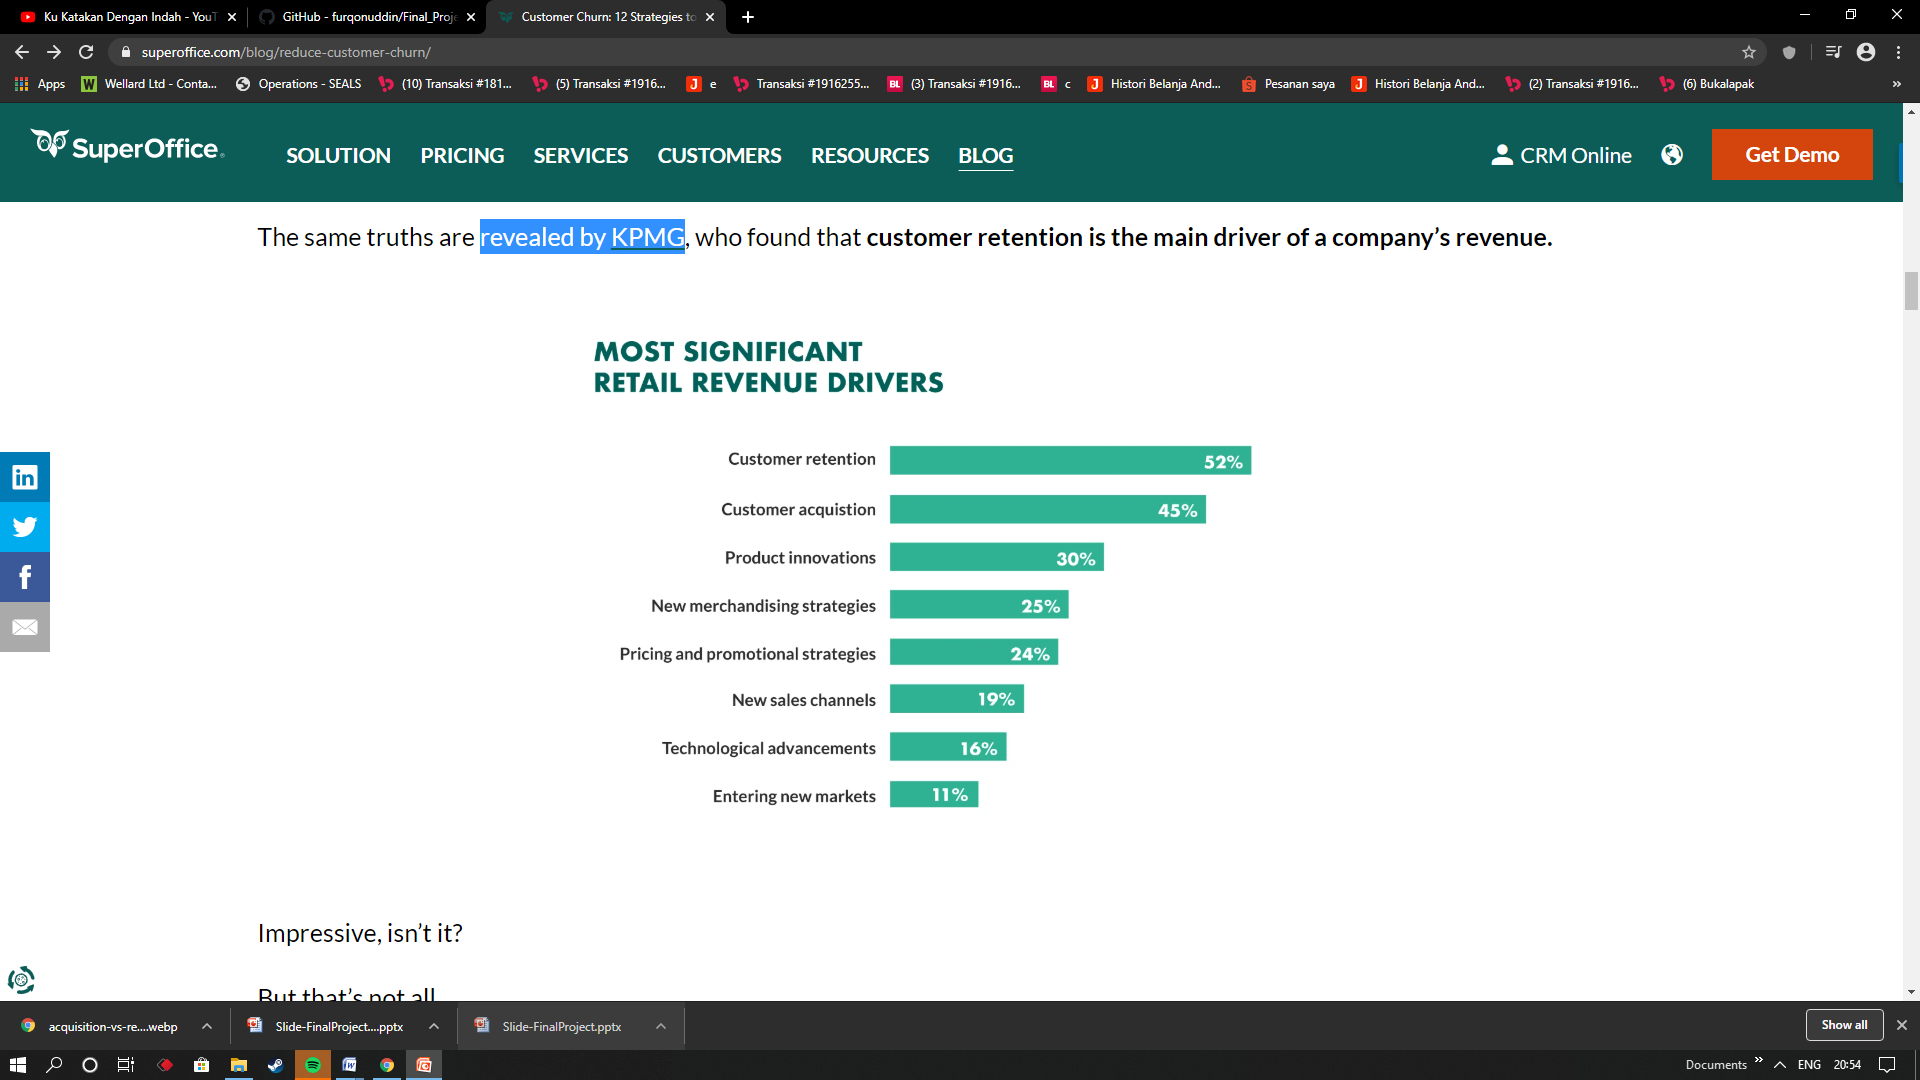 Ku Katakan Dengan Indah - YouT
GitHub - furqonuddin/Final_Proje
Customer Churn: 12 Strategies to
superoffice.com/blog/reduce-customer-churn/
Apps
Wellard Ltd - Conta...
Operations - SEALS
(10) Transaksi #181...
(5) Transaksi #1916...
e
Transaksi #1916255...
(3) Transaksi #1916...
c
Histori Belanja And...
Pesanan saya
Histori Belanja And...
(2) Transaksi #1916...
(6) Bukalapak
SuperOffice
SOLUTION
PRICING
SERVICES
CUSTOMERS
RESOURCES
BLOG
CRM Online
Get Demo
The same truths are revealed by KPMG, who found that customer retention is the main driver of a company’s revenue.
MOST SIGNIFICANT
RETAIL REVENUE DRIVERS
Customer retention 52%
Customer acquistion 45%
Product innovations 30%
New merchandising strategies 25%
Pricing and promotional strategies 24%
New sales channels 19%
Technological advancements 16%
Entering new markets 11%
Impressive, isn’t it?
But that’s not all
acquisition-vs-re....webp
Slide-FinalProject....pptx
Slide-FinalProject.pptx
Show all
Documents
ENG
20:54